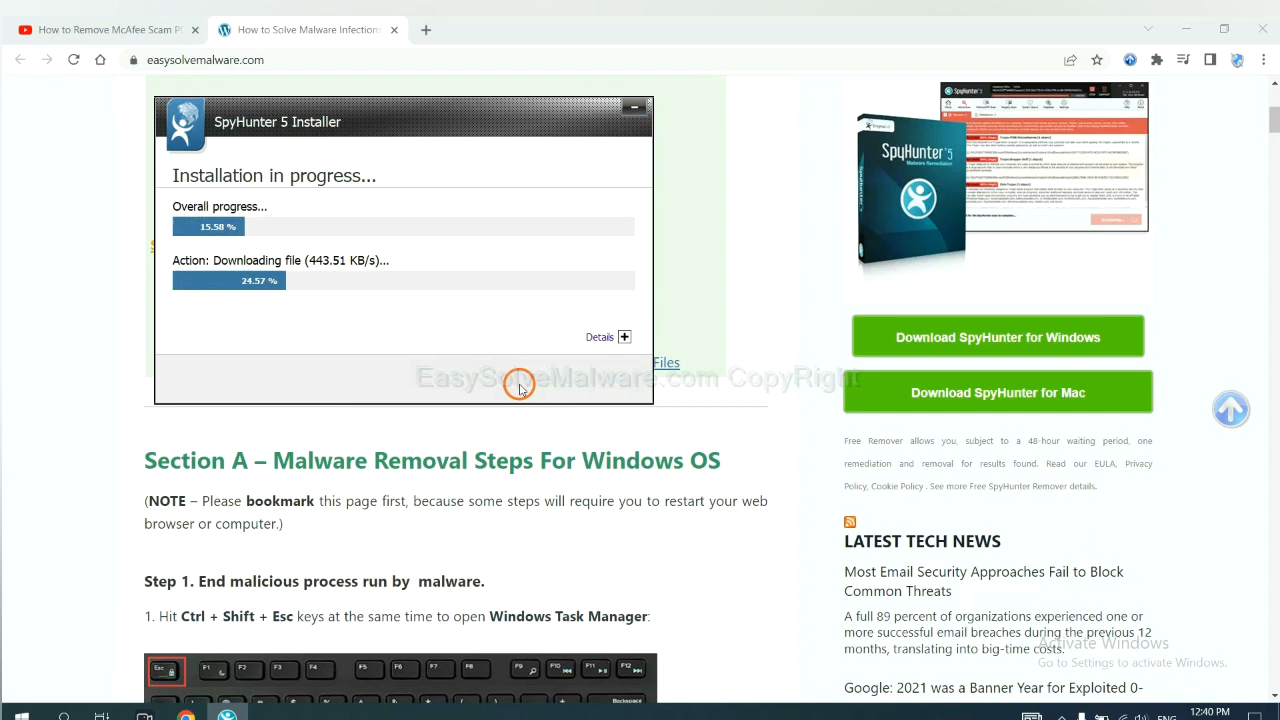 How to Remove McAfee Scam P
How to Solve Malware Infections
easysolvemalware.com
SpyHunter 5 Installer
Installation
Overall progress...
15.58 %
Action: Downloading file (443.51 KB/s)...
24.57 %
Details
Files
EasySolveMalware.com CopyRight
Section A – Malware Removal Steps For Windows OS
(NOTE – Please bookmark this page first, because some steps will require you to restart your web
browser or computer.)
Step 1. End malicious process run by malware.
1. Hit Ctrl + Shift + Esc keys at the same time to open Windows Task Manager:
Esc F1 F2 F3 F4 F5 F6 F7 F8 F9 F10 F11 F12
Backspace
SpyHunter 5
SpyHunter 5
Malware Remediation
Download SpyHunter for Windows
Download SpyHunter for Mac
Free Remover allows you, subject to a 48-hour waiting period, one
remediation and removal for results found. Read our EULA, Privacy
Policy, Cookie Policy . See more Free SpyHunter Remover details.
LATEST TECH NEWS
Most Email Security Approaches Fail to Block
Common Threats
A full 89 percent of organizations experienced one or
more successful email breaches during the previous 12
months, translating into big-time costs.
Google: 2021 was a Banner Year for Exploited 0-
Activate Windows
Go to Settings to activate Windows.
ENG
12:40 PM